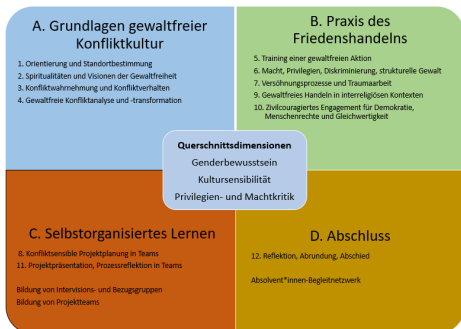 A. Grundlagen gewaltfreier
Konfliktkultur
1. Orientierung und Standortbestimmung
2. Spiritualitäten und Visionen der Gewaltfreiheit
3. Konfliktwahrnehmung und Konfliktverhalten
4. Gewaltfreie Konfliktanalyse und -transformation
B. Praxis des
Friedenshandelns
5. Training einer gewaltfreien Aktion
6. Macht, Privilegien, Diskriminierung, strukturelle Gewalt
7. Versöhnungsprozesse und Traumaarbeit
9. Gewaltfreies Handeln in interreligiösen Kontexten
10. Zivilcouragiertes Engagement für Demokratie,
Menschenrechte und Gleichwertigkeit
Querschnittsdimensionen
Genderbewusstsein
Kultursensibilität
Privilegien- und Machtkritik
C. Selbstorganisiertes Lernen
8. Konfliktsensible Projektplanung in Teams
11. Projektpräsentation, Prozessreflektion in Teams
Bildung von Intervisions- und Bezugsgruppen
Bildung von Projektteams
D. Abschluss
12. Reflektion, Abrundung, Abschied
Absolvent*innen-Begleitnetzwerk